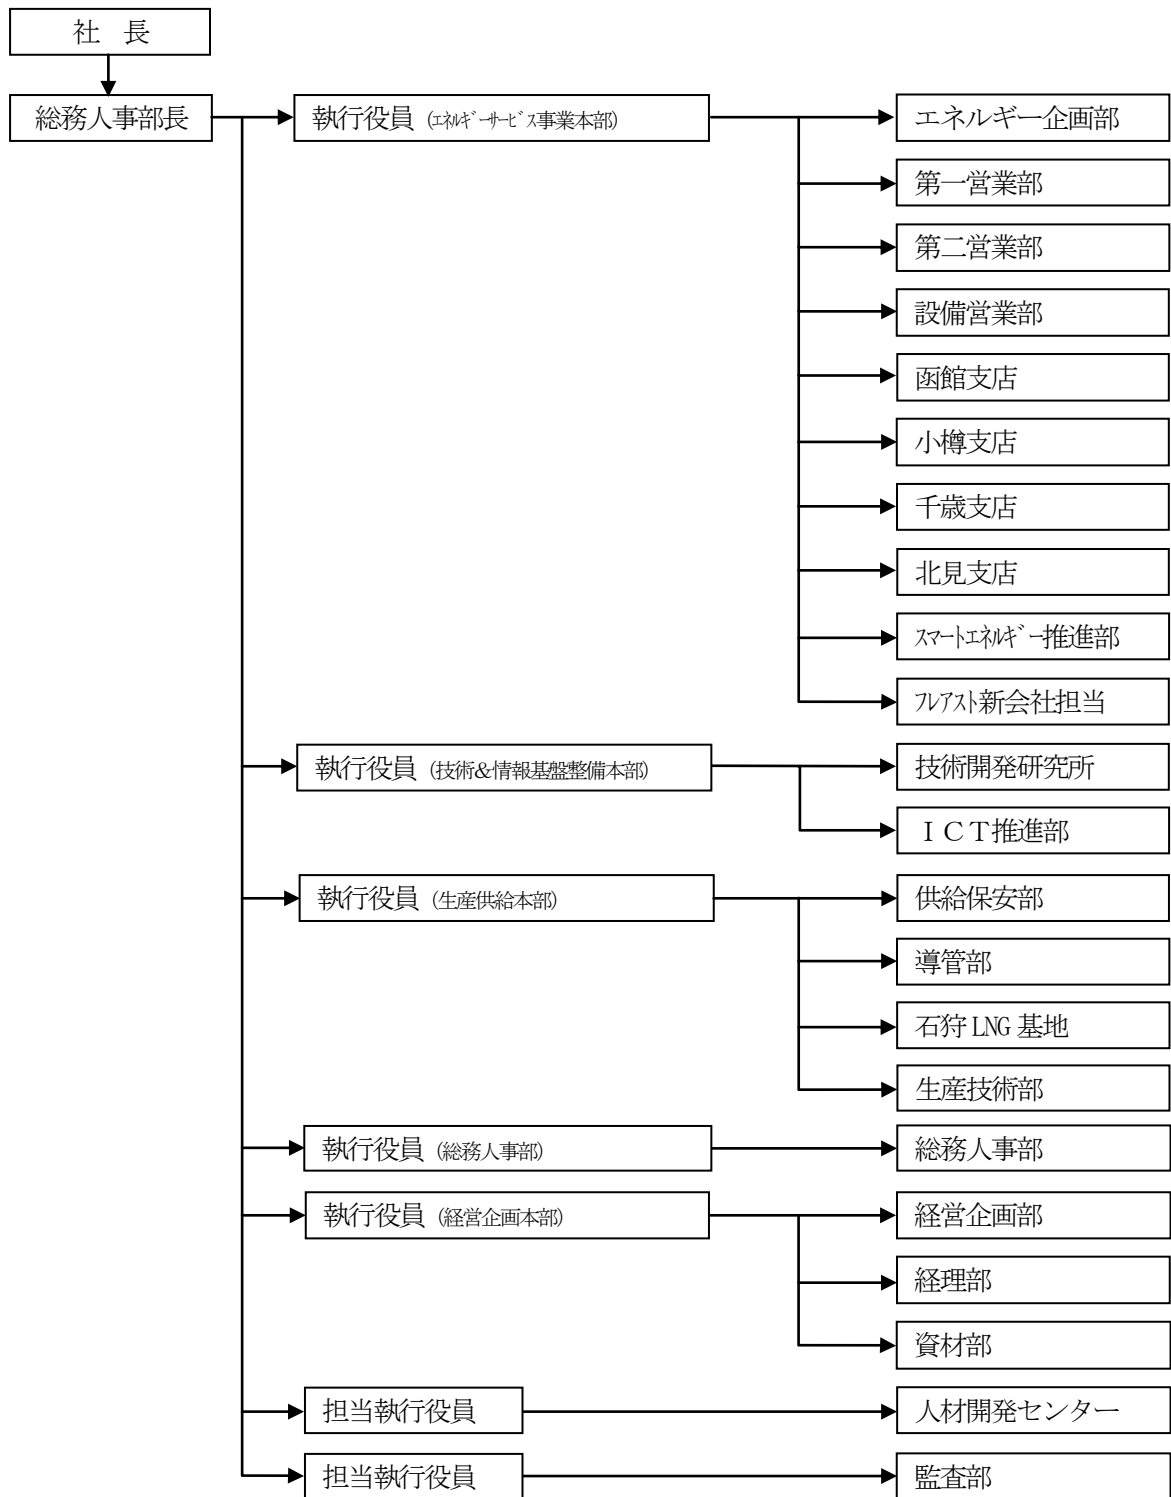 社　長
総務人事部長
執行役員（エネルギーサービス事業本部）
エネルギー企画部
第一営業部
第二営業部
設備営業部
函館支店
小樽支店
千歳支店
北見支店
スマートエネルギー推進部
フレアスト新会社担当
執行役員（技術&情報基盤整備本部）
技術開発研究所
ＩＣＴ推進部
執行役員（生産供給本部）
供給保安部
導管部
石狩 LNG 基地
生産技術部
執行役員（総務人事部）
総務人事部
執行役員（経営企画本部）
経営企画部
経理部
資材部
担当執行役員
人材開発センター
担当執行役員
監査部